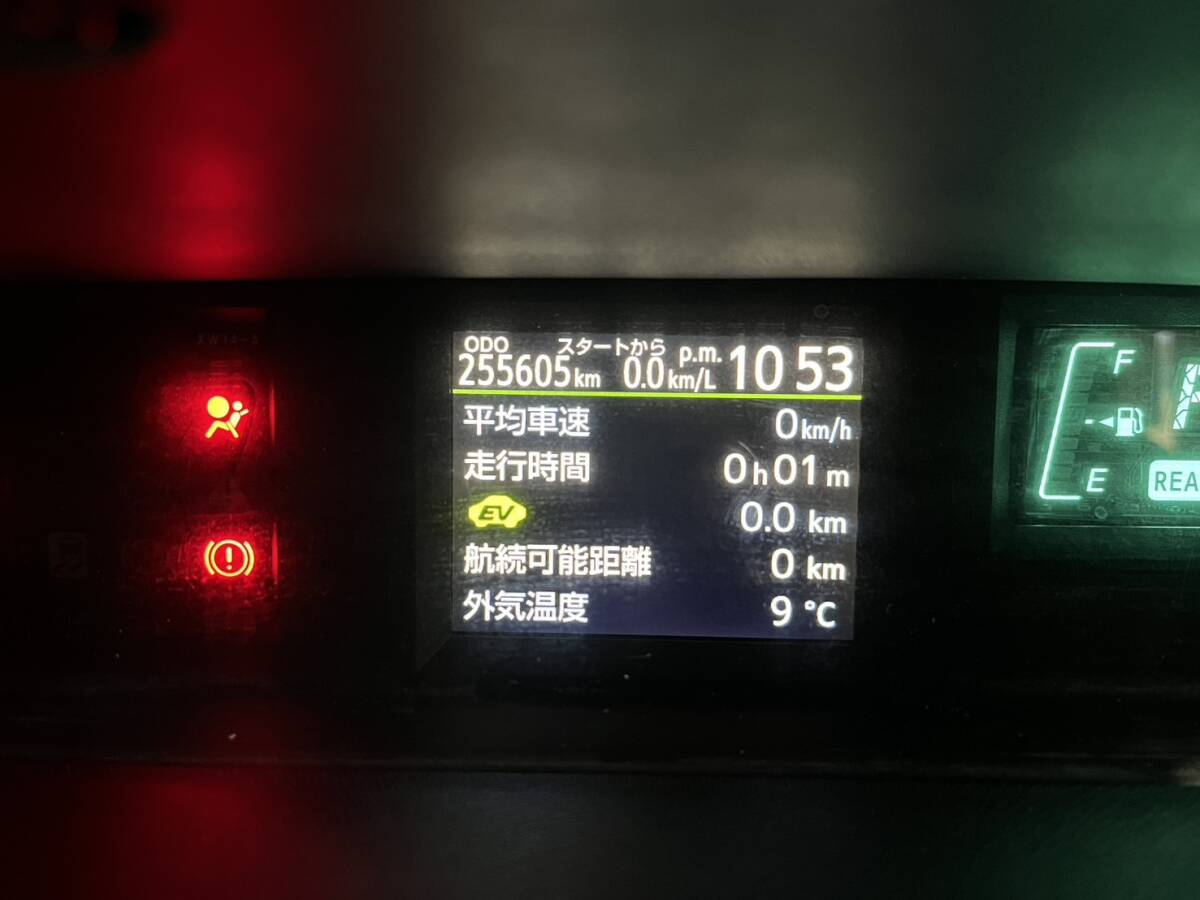 ODO スタートから p.m. 10 53
255605km 0.0km/L
平均車速 0km/h
走行時間 0h01m
EV 0.0 km
航続可能距離 0 km
外気温度 9 ℃
F
E
REA